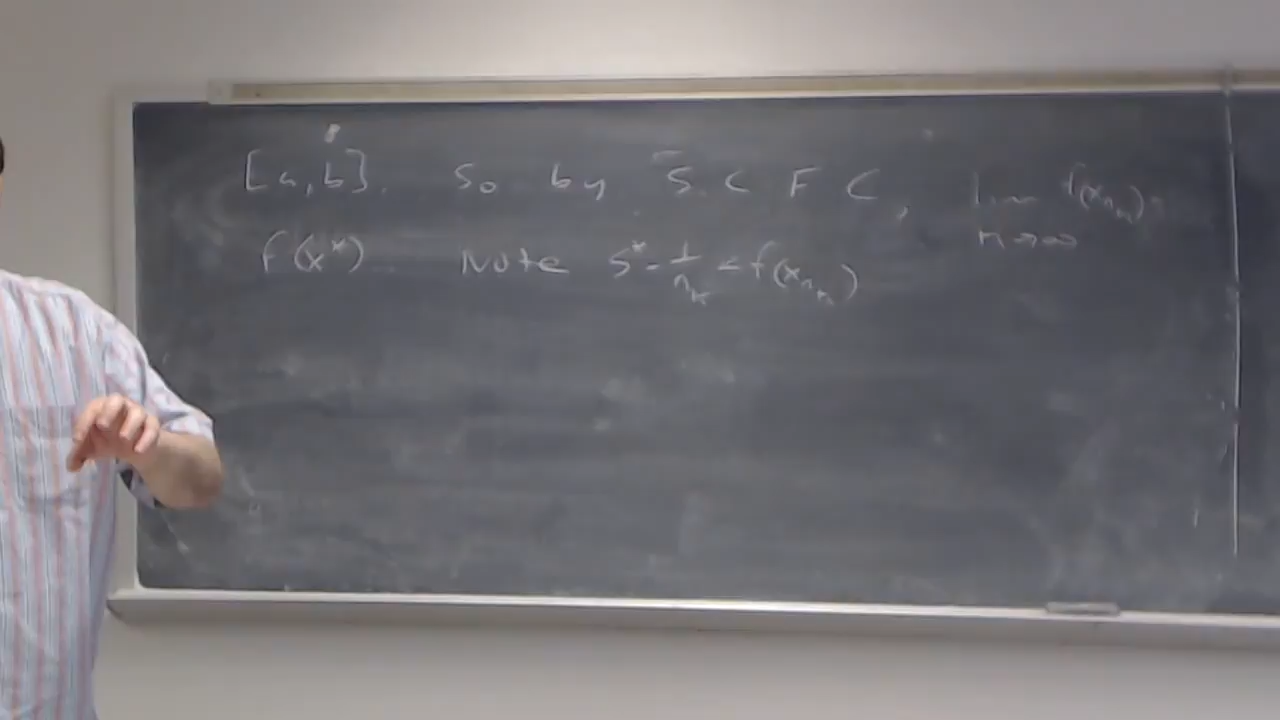 [a, b]. So by S. C F C, lim n→∞ f(x_{n_k}) =
f(x*). Note S* - 1/n_k < f(x_{n_k})